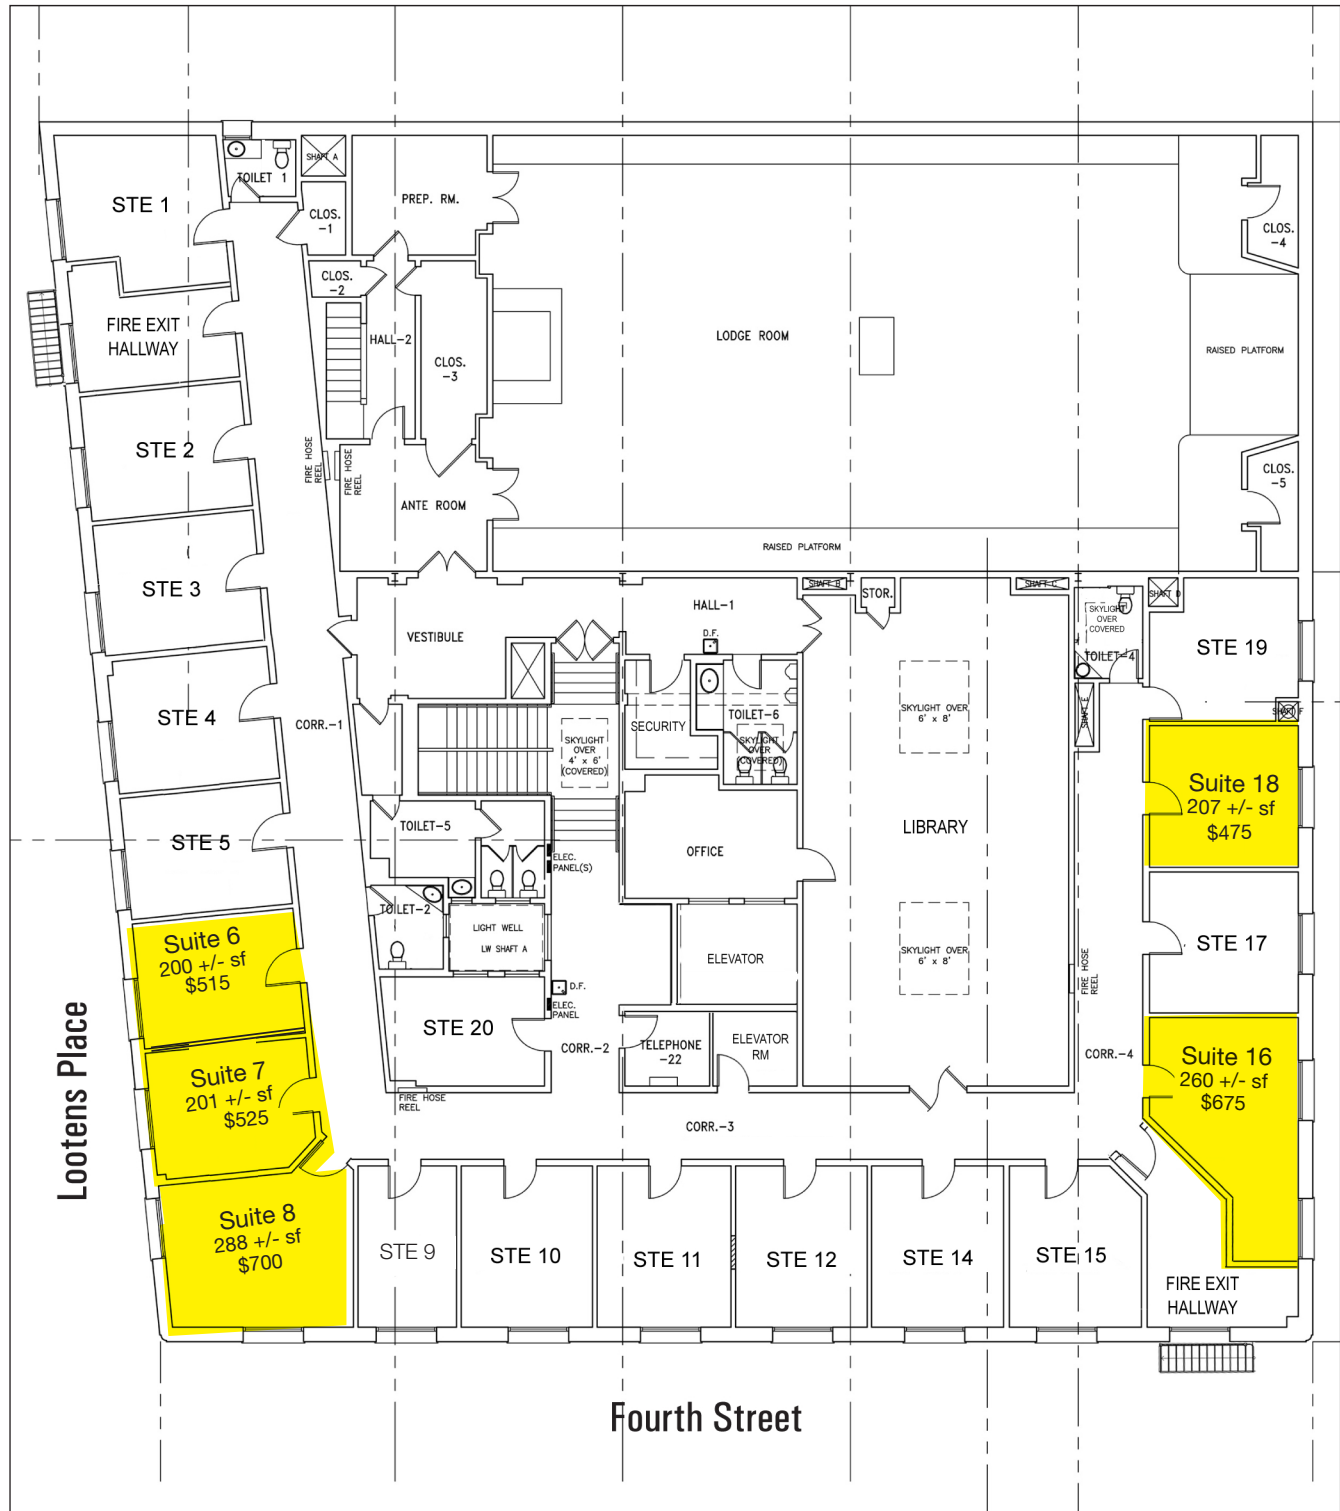 SHAFT A
TOILET 1
STE 1
PREP. RM.
CLOS.
-1
CLOS.
-4
CLOS.
-2
FIRE EXIT
HALLWAY
HALL-2
CLOS.
-3
LODGE ROOM
RAISED PLATFORM
STE 2
FIRE HOSE
REEL
FIRE HOSE
REEL
CLOS.
-5
ANTE ROOM
RAISED PLATFORM
STE 3
SHAFT B
STOR.
SHAFT C
SHAFT D
HALL-1
SKYLIGHT
OVER
COVERED
VESTIBULE
D.F.
TOILET-4
STE 19
STE 4
CORR.-1
SECURITY
TOILET-6
SKYLIGHT OVER
6' x 8'
SHAFT E
SHAFT F
SKYLIGHT
OVER
4' x 6'
(COVERED)
SKYLIGHT
OVER
(COVERED)
Suite 18
207 +/- sf
$475
STE 5
TOILET-5
LIBRARY
ELEC.
PANEL(S)
OFFICE
TOILET-2
Suite 6
200 +/- sf
$515
LIGHT WELL
LW SHAFT A
ELEVATOR
SKYLIGHT OVER
6' x 8'
STE 17
FIRE HOSE
REEL
D.F.
ELEC.
PANEL
STE 20
CORR.-2
TELEPHONE
-22
ELEVATOR
RM
CORR.-4
Suite 16
260 +/- sf
$675
Lootens Place
Suite 7
201 +/- sf
$525
FIRE HOSE
REEL
CORR.-3
Suite 8
288 +/- sf
$700
STE 9
STE 10
STE 11
STE 12
STE 14
STE 15
FIRE EXIT
HALLWAY
Fourth Street